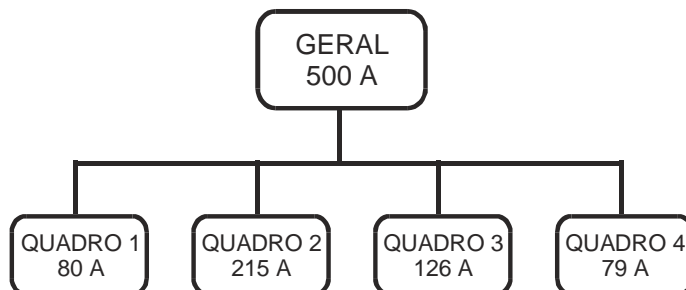 GERAL
500 A
QUADRO 1
80 A
QUADRO 2
215 A
QUADRO 3
126 A
QUADRO 4
79 A